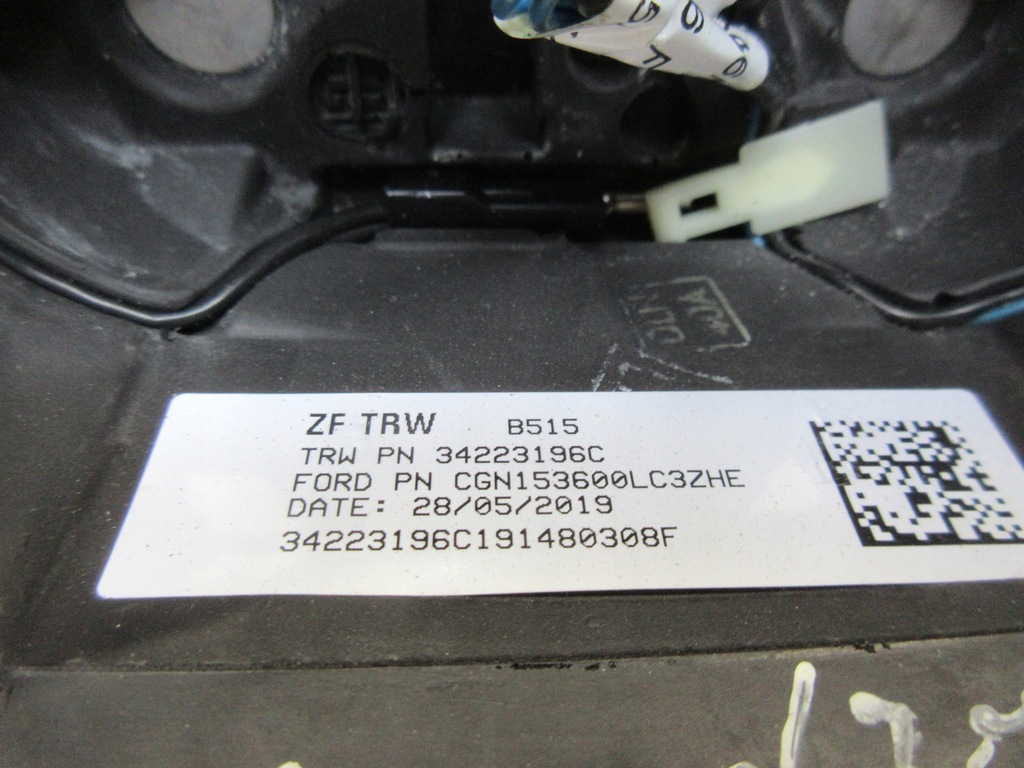 ZF TRW B515
TRW PN 34223196C
FORD PN CGN153600LC3ZHE
DATE: 28/05/2019
34223196C191480308F